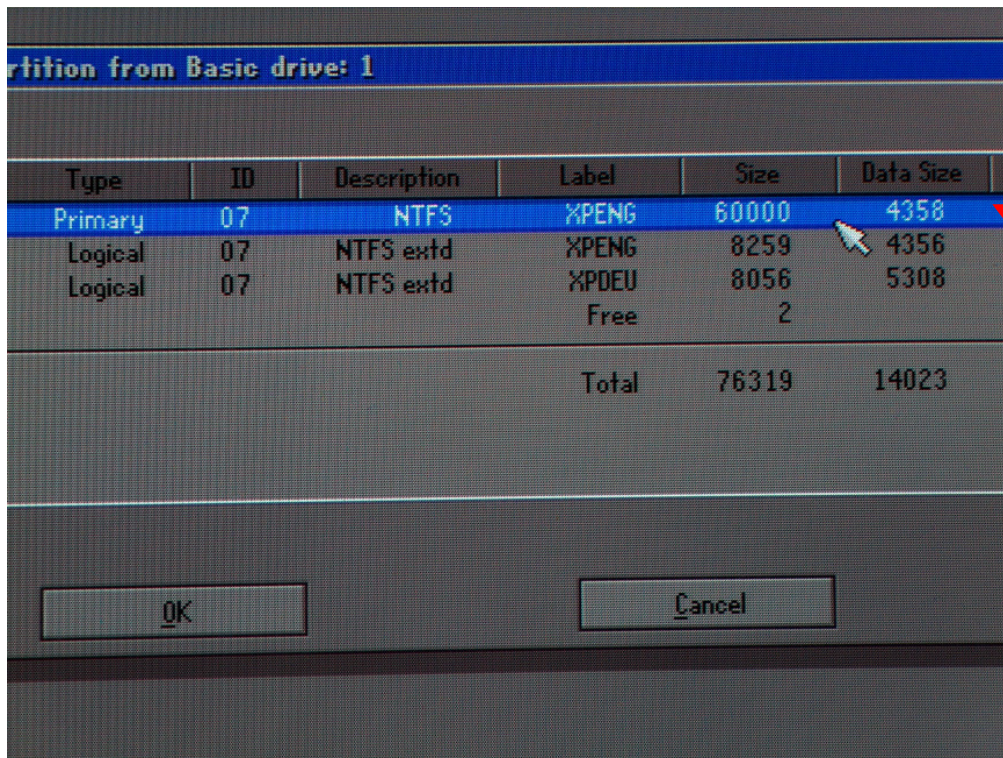 rtition from Basic drive: 1
Type ID Description Label Size Data Size
Primary 07 NTFS XPENG 60000 4358
Logical 07 NTFS extd XPENG 8259 4356
Logical 07 NTFS extd XPDEU 8056 5308
Free 2
Total 76319 14023
OK Cancel